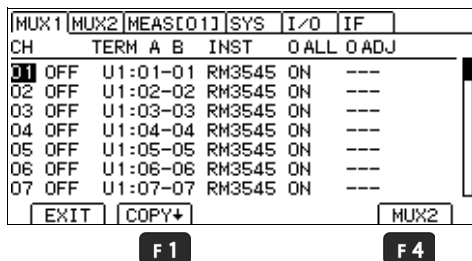 MUX1 MUX2 MEAS[01] SYS I/O IF
CH TERM A B INST 0 ALL 0 ADJ
01 OFF U1:01-01 RM3545 ON ---
02 OFF U1:02-02 RM3545 ON ---
03 OFF U1:03-03 RM3545 ON ---
04 OFF U1:04-04 RM3545 ON ---
05 OFF U1:05-05 RM3545 ON ---
06 OFF U1:06-06 RM3545 ON ---
07 OFF U1:07-07 RM3545 ON ---
EXIT COPY↓ MUX2
F 1 F 4